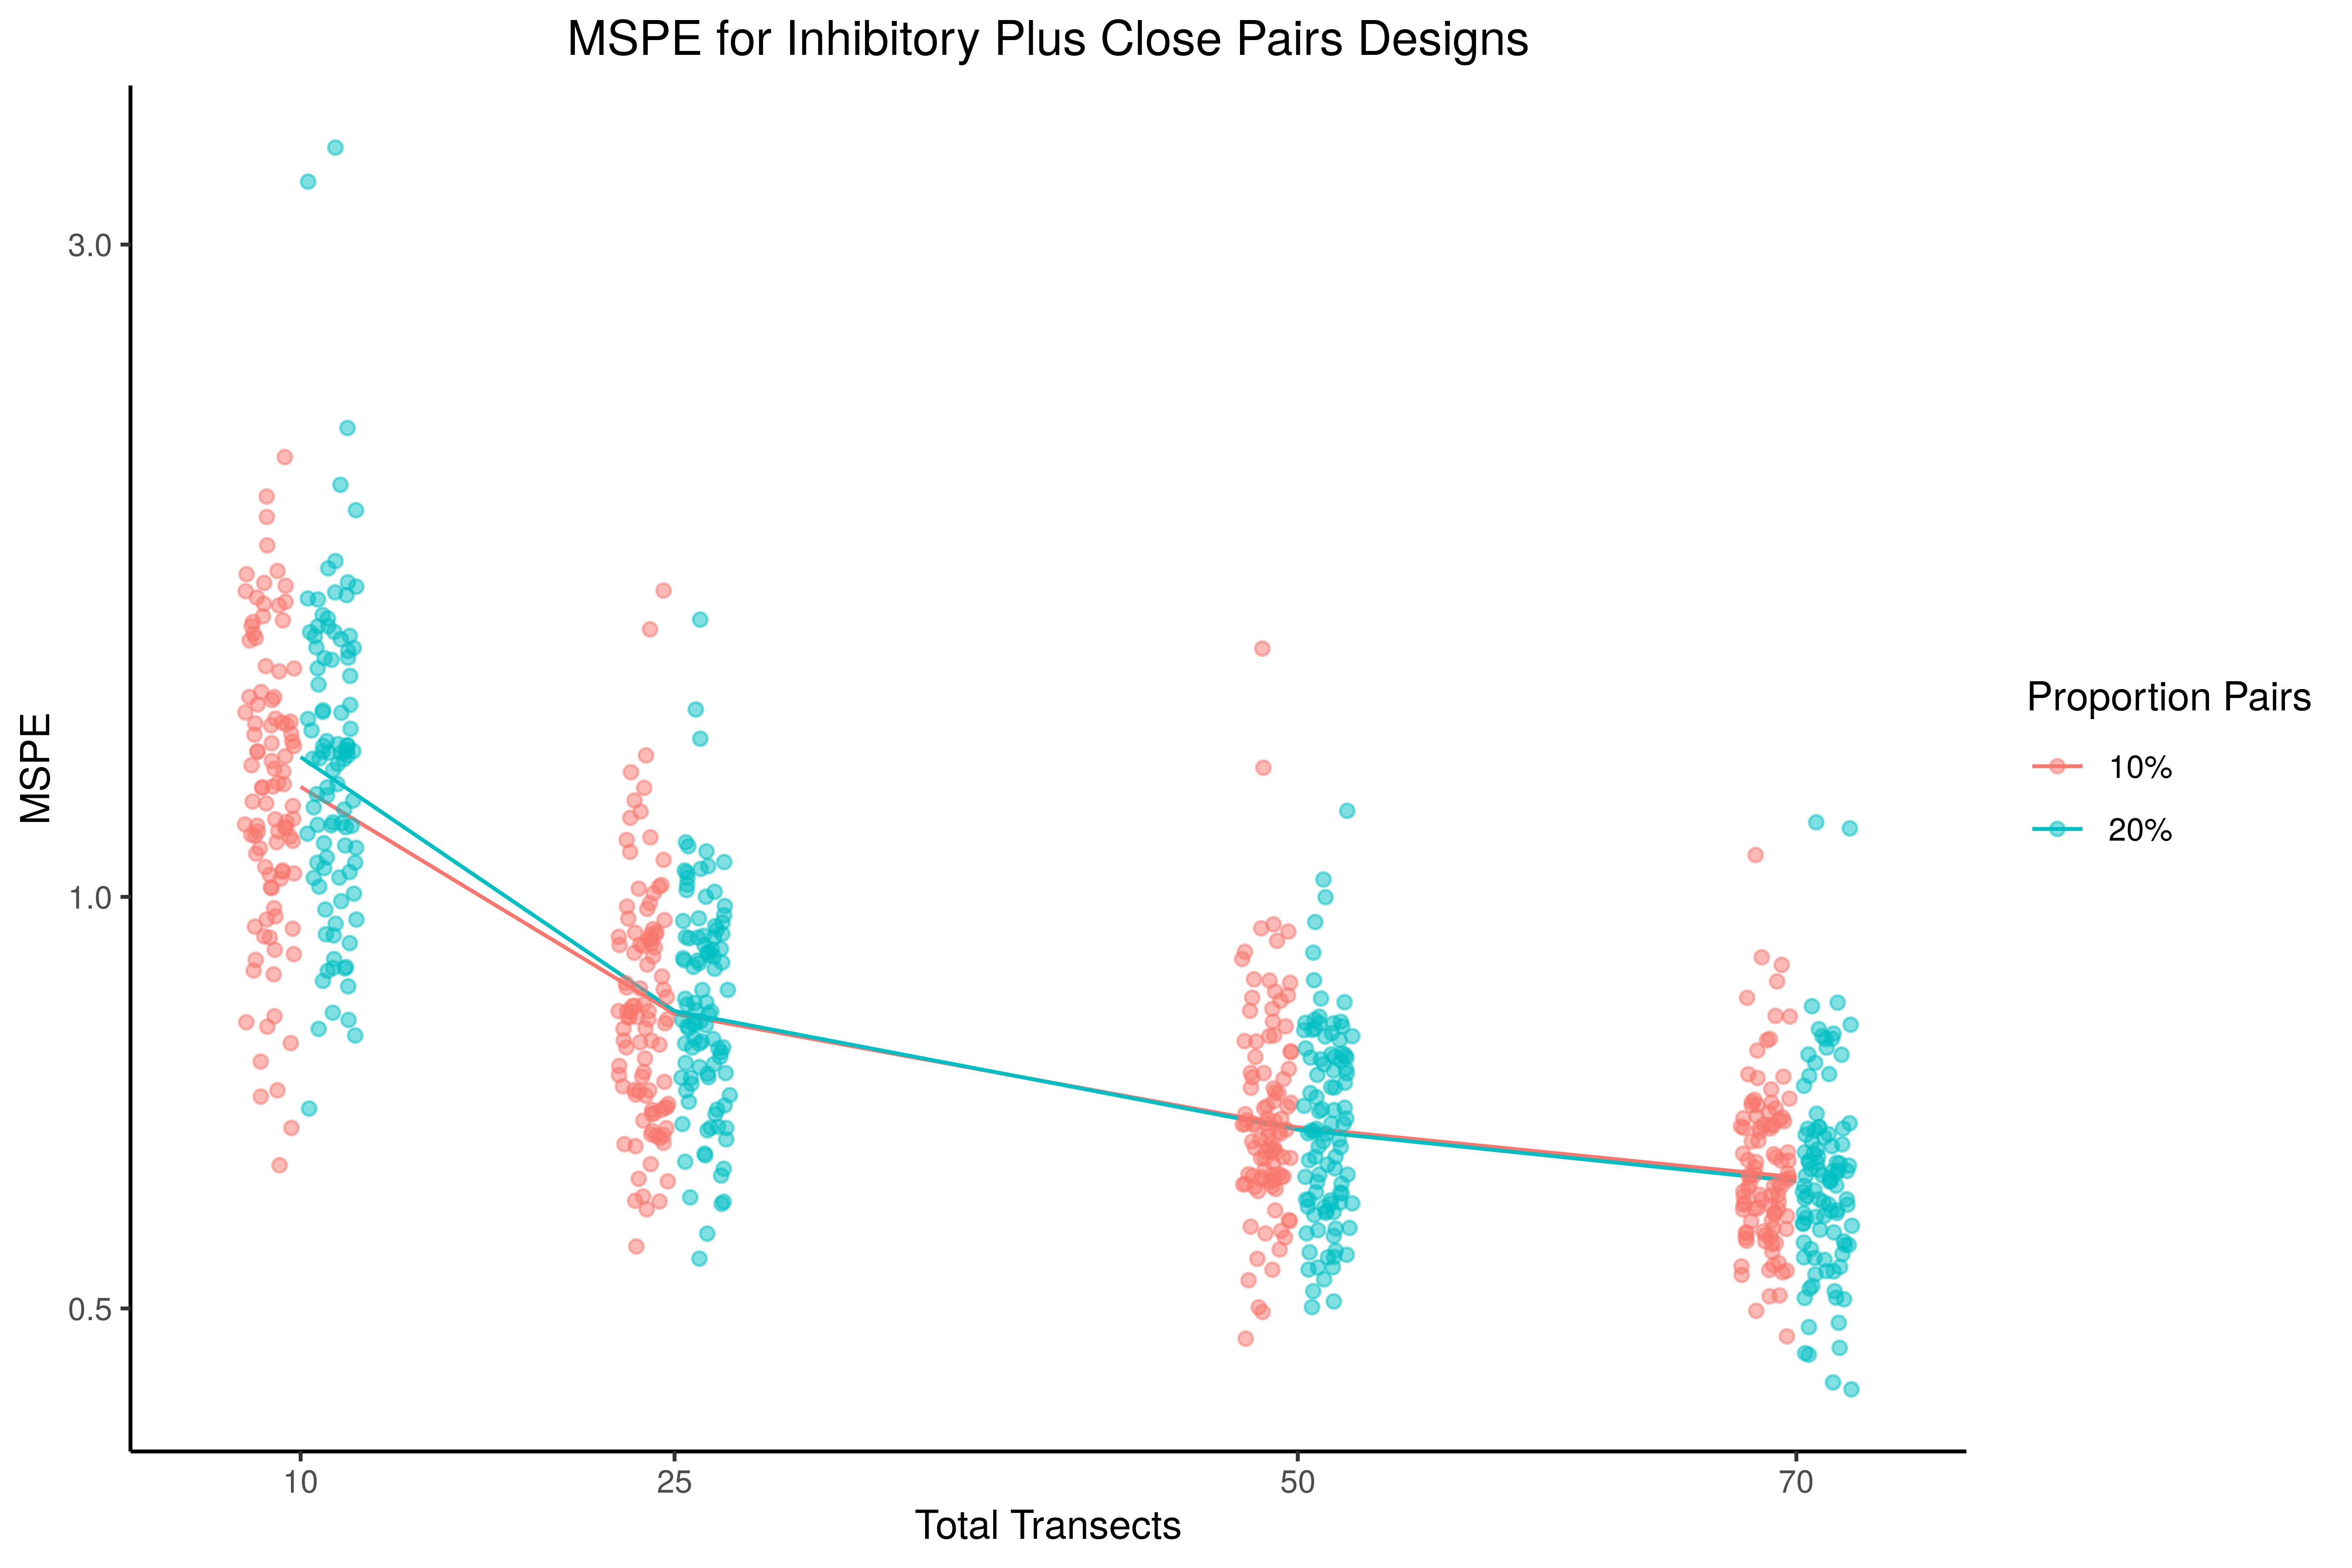 MSPE for Inhibitory Plus Close Pairs Designs
MSPE
3.0
1.0
0.5
10
25
50
70
Total Transects
Proportion Pairs
10%
20%